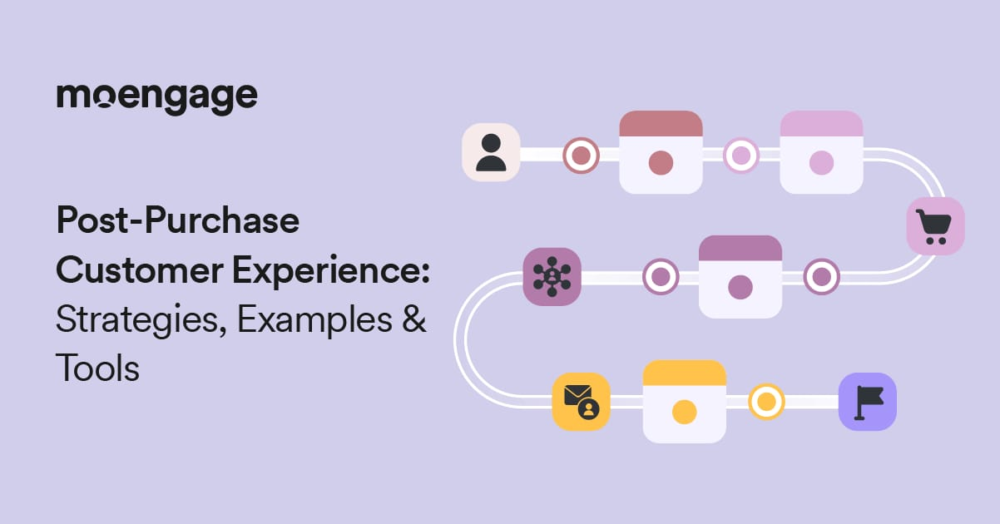 moengage
Post-Purchase
Customer Experience:
Strategies, Examples &
Tools